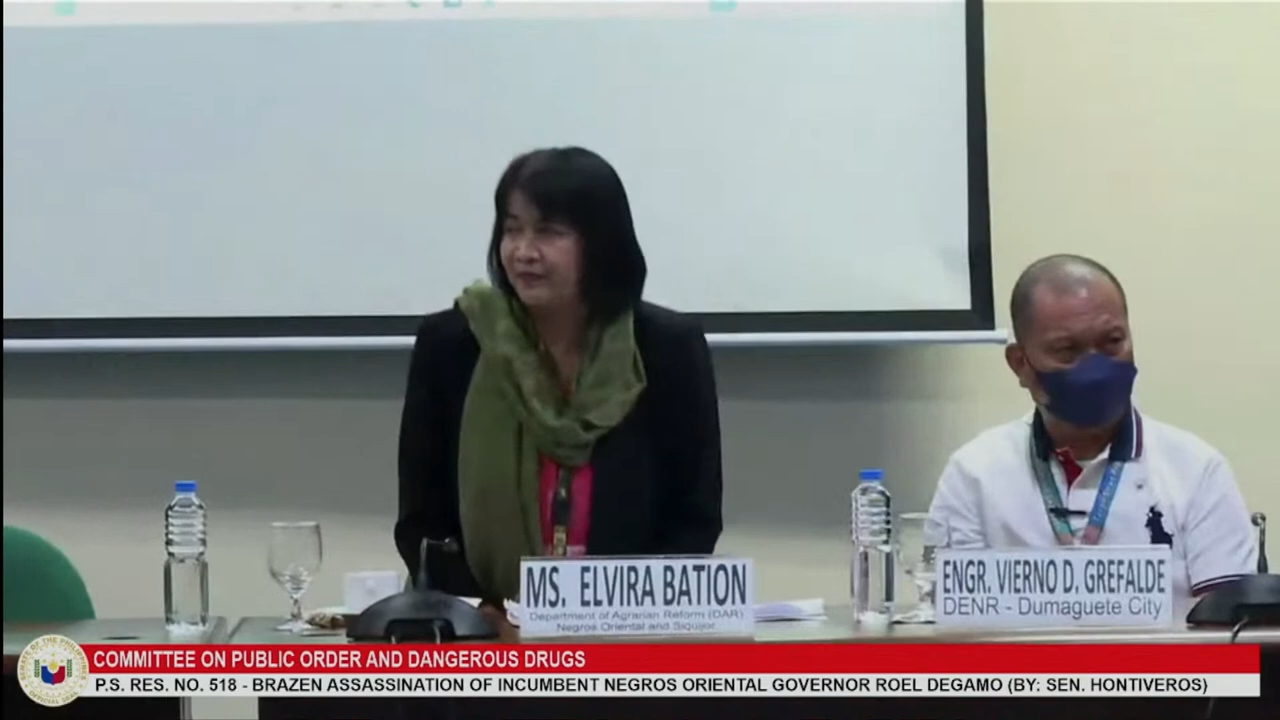 MS. ELVIRA BATION
Department of Agrarian Reform (DAR)
Negros Oriental and Siquijor
ENGR. VIERNO D. GREFALDE
DENR - Dumaguete City
COMMITTEE ON PUBLIC ORDER AND DANGEROUS DRUGS
P.S. RES. NO. 518 - BRAZEN ASSASSINATION OF INCUMBENT NEGROS ORIENTAL GOVERNOR ROEL DEGAMO (BY: SEN. HONTIVEROS)